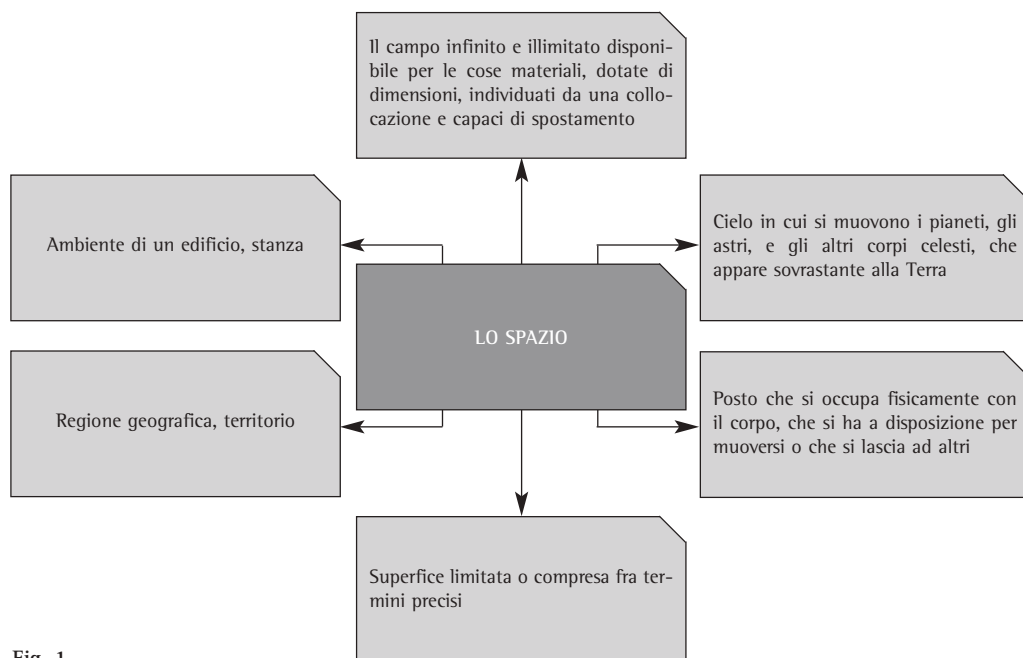 Il campo infinito e illimitato disponi-
bile per le cose materiali, dotate di
dimensioni, individuati da una collo-
cazione e capaci di spostamento
Ambiente di un edificio, stanza
Cielo in cui si muovono i pianeti, gli
astri, e gli altri corpi celesti, che
appare sovrastante alla Terra
LO SPAZIO
Regione geografica, territorio
Posto che si occupa fisicamente con
il corpo, che si ha a disposizione per
muoversi o che si lascia ad altri
Superfice limitata o compresa fra ter-
mini precisi
Fig. 1